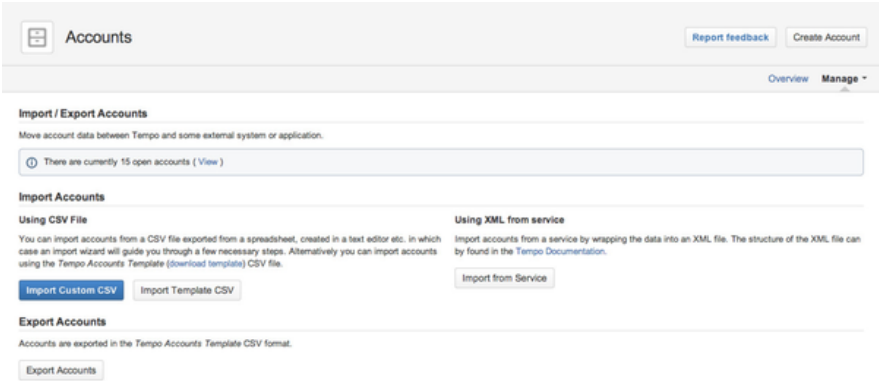 Accounts
Report feedback
Create Account
Overview
Manage
Import / Export Accounts
Move account data between Tempo and some external system or application.
There are currently 15 open accounts ( View )
Import Accounts
Using CSV File
You can import accounts from a CSV file exported from a spreadsheet, created in a text editor etc. in which
case an import wizard will guide you through a few necessary steps. Alternatively you can import accounts
using the Tempo Accounts Template (download template) CSV file.
Import Custom CSV
Import Template CSV
Using XML from service
Import accounts from a service by wrapping the data into an XML file. The structure of the XML file can
by found in the Tempo Documentation.
Import from Service
Export Accounts
Accounts are exported in the Tempo Accounts Template CSV format.
Export Accounts